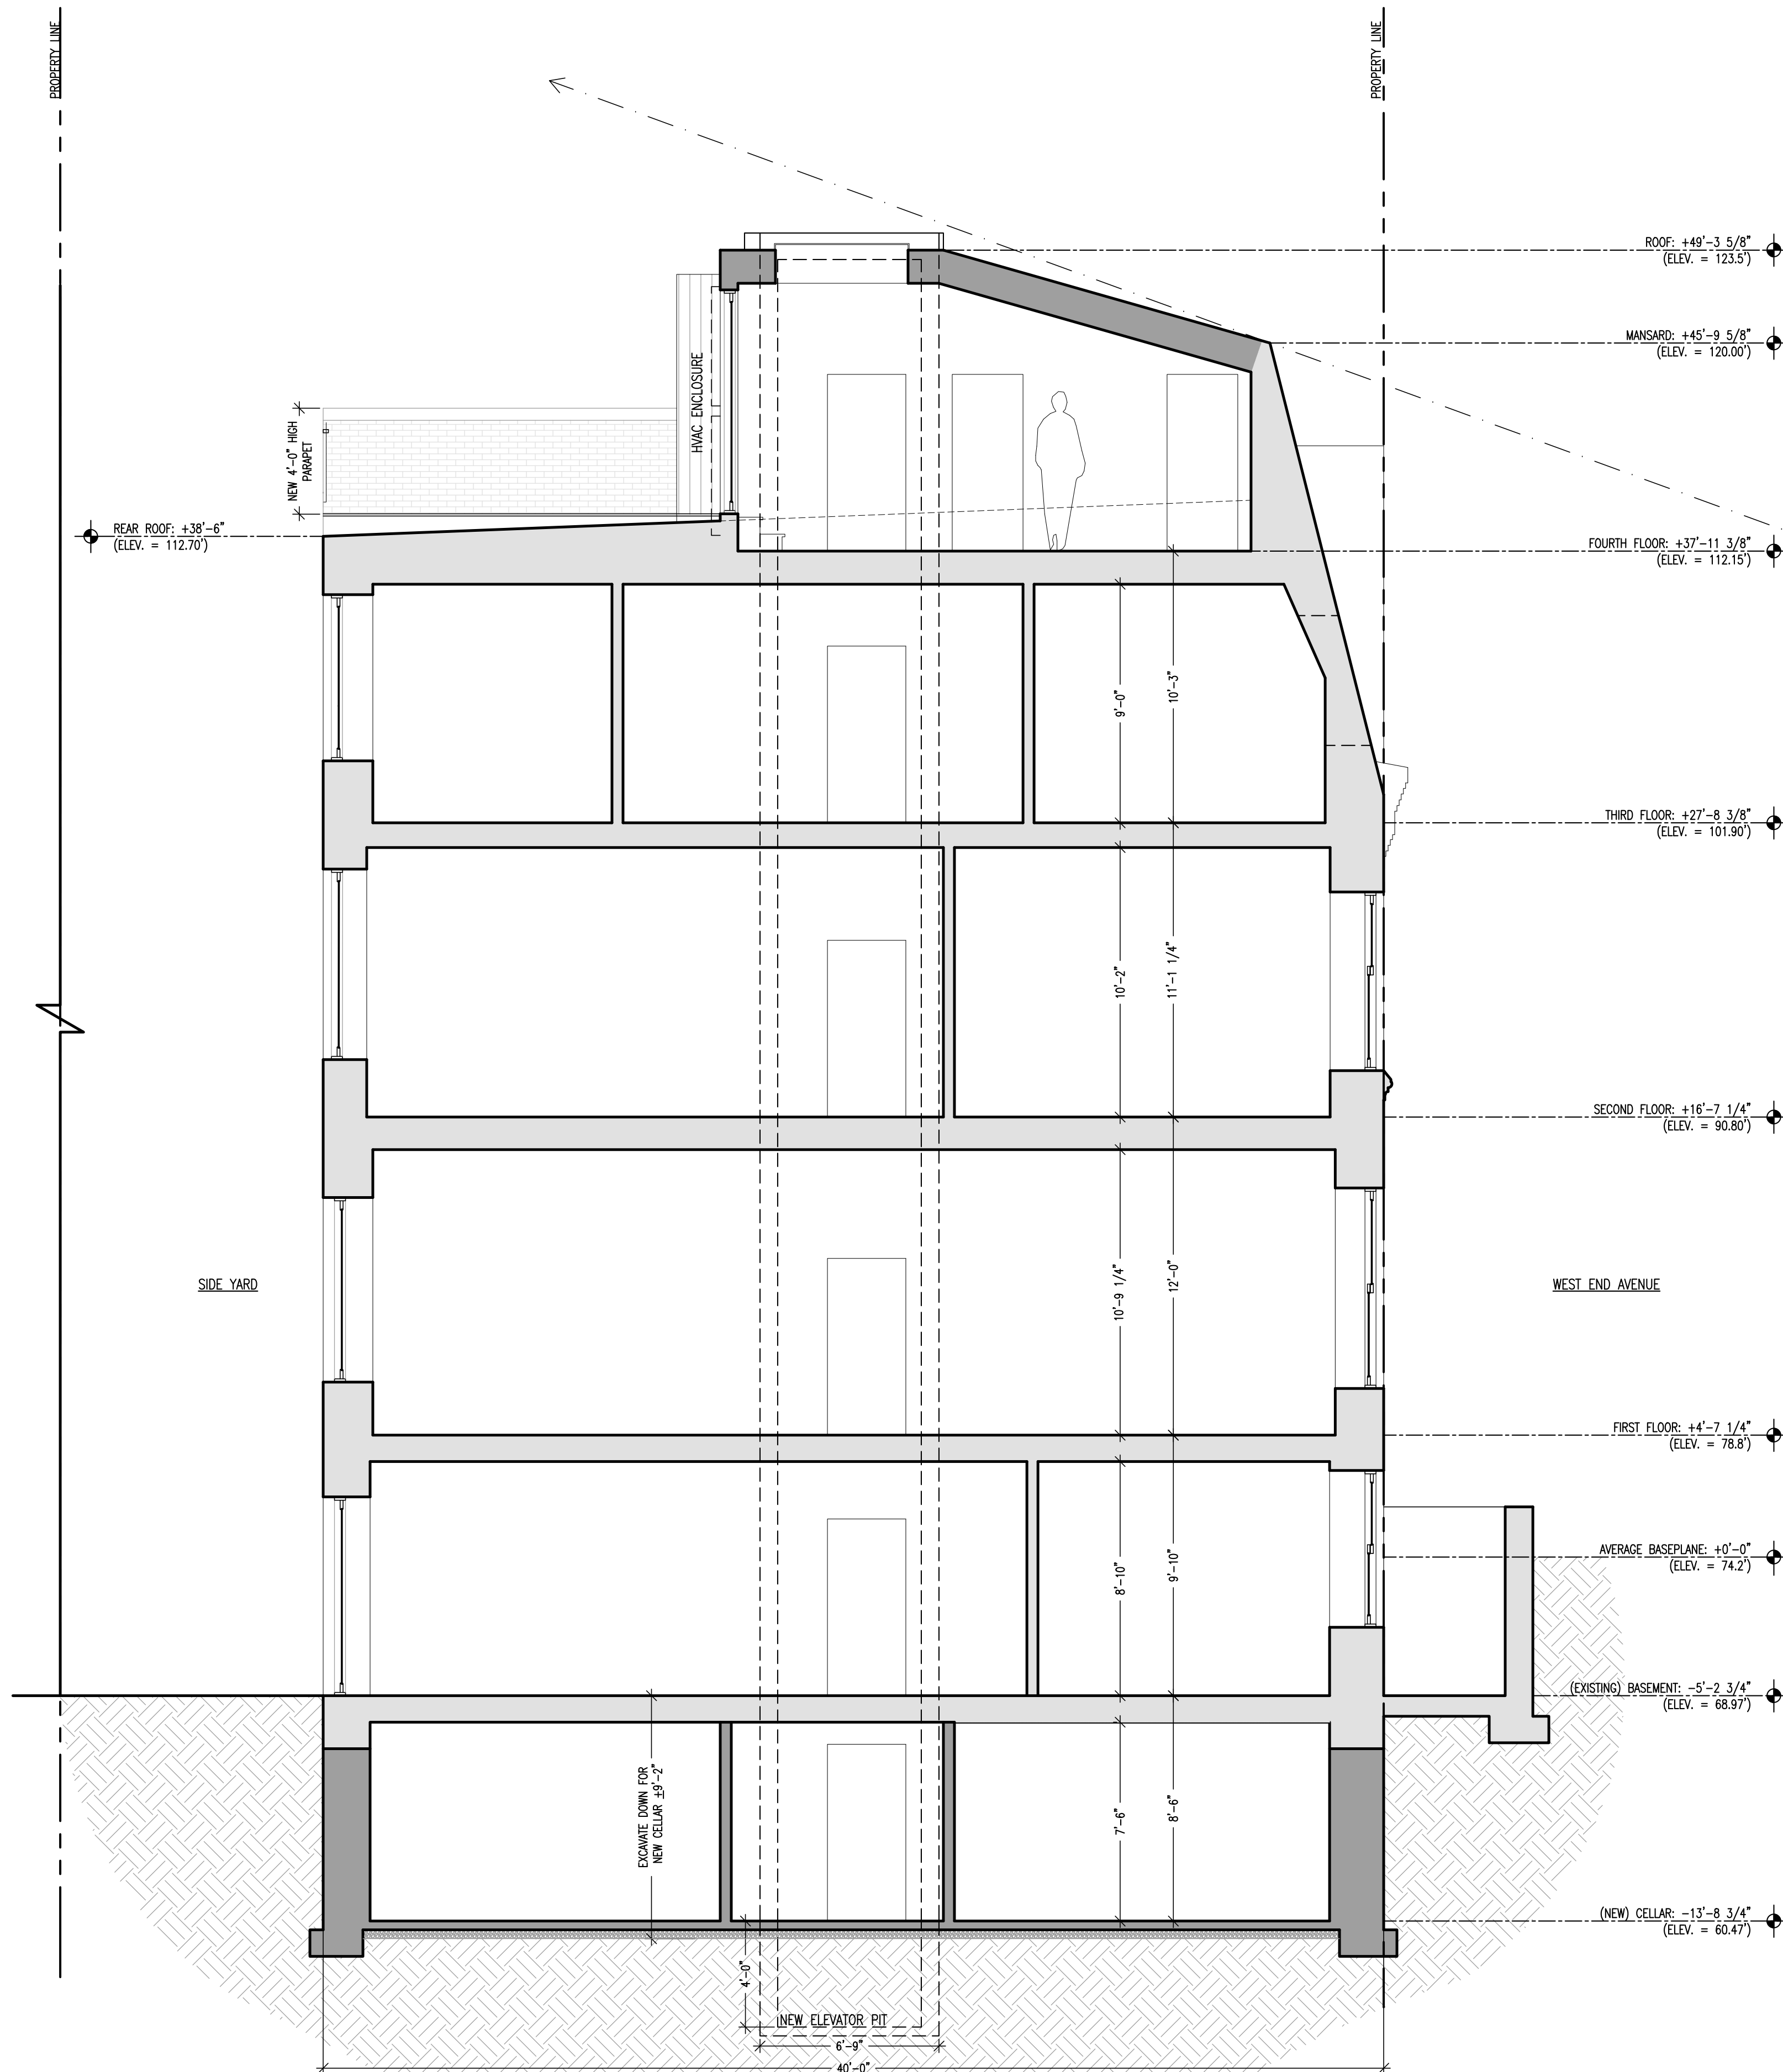 PROPERTY LINE
PROPERTY LINE
ROOF: +49'-3 5/8"
(ELEV. = 123.5')
MANSARD: +45'-9 5/8"
(ELEV. = 120.00')
HVAC ENCLOSURE
NEW 4'-0" HIGH
PARAPET
REAR ROOF: +38'-6"
(ELEV. = 112.70')
FOURTH FLOOR: +37'-11 3/8"
(ELEV. = 112.15')
9'-0"
10'-3"
THIRD FLOOR: +27'-8 3/8"
(ELEV. = 101.90')
10'-2"
11'-1 1/4"
SECOND FLOOR: +16'-7 1/4"
(ELEV. = 90.80')
SIDE YARD
10'-9 1/4"
12'-0"
WEST END AVENUE
FIRST FLOOR: +4'-7 1/4"
(ELEV. = 78.8')
8'-10"
9'-10"
AVERAGE BASEPLANE: +0'-0"
(ELEV. = 74.2')
(EXISTING) BASEMENT: -5'-2 3/4"
(ELEV. = 68.97')
EXCAVATE DOWN FOR
NEW CELLAR ±9'-2"
7'-6"
8'-6"
(NEW) CELLAR: -13'-8 3/4"
(ELEV. = 60.47')
4'-0"
NEW ELEVATOR PIT
6'-9"
40'-0"